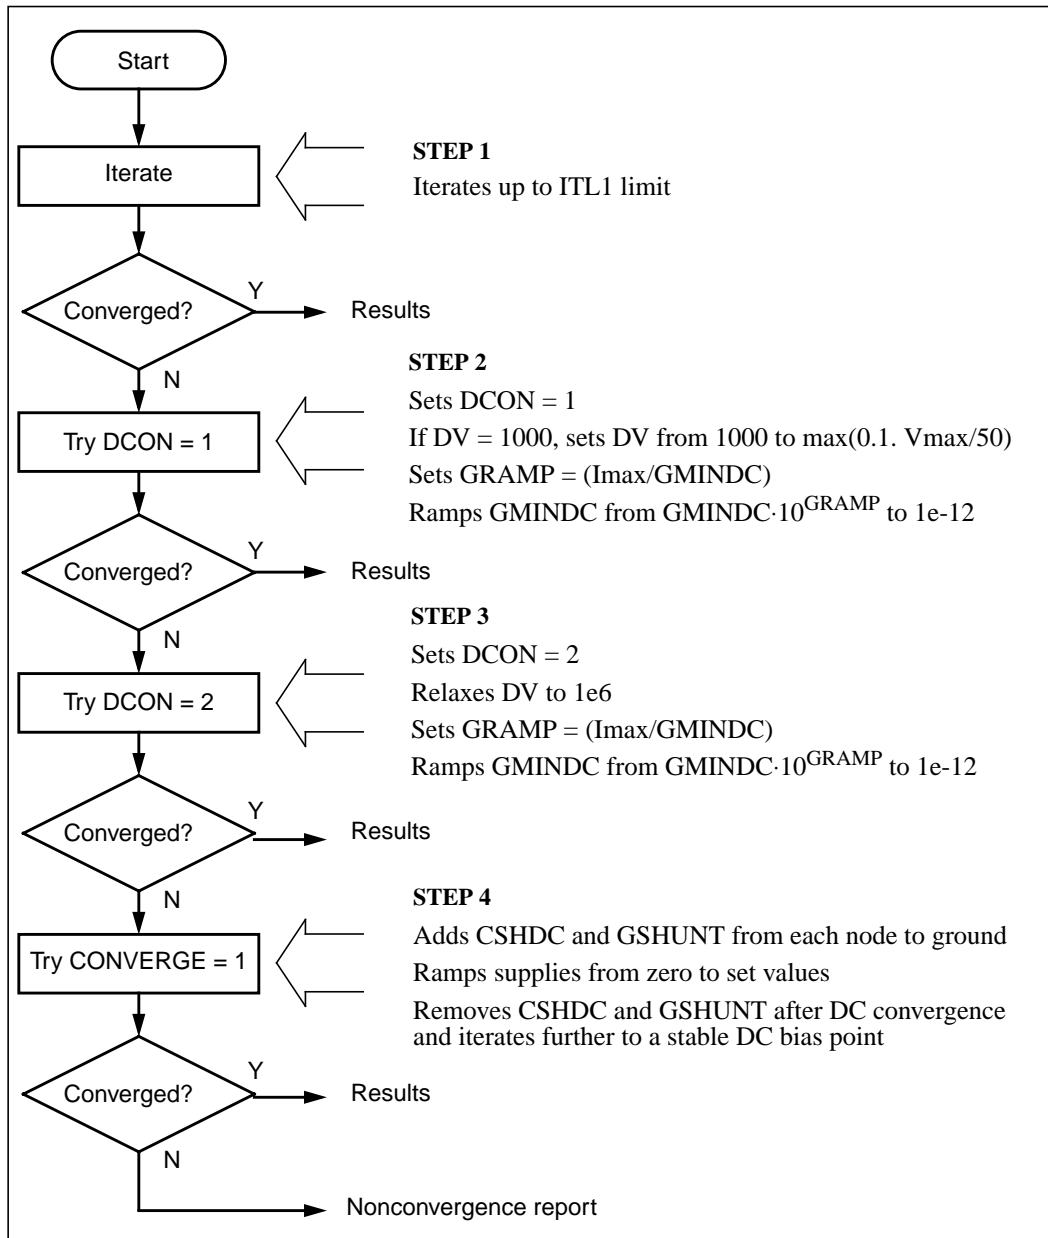 Start
Iterate
STEP 1
Iterates up to ITL1 limit
Converged?
Y
Results
N
STEP 2
Sets DCON = 1
If DV = 1000, sets DV from 1000 to max(0.1. Vmax/50)
Sets GRAMP = (Imax/GMINDC)
Ramps GMINDC from GMINDC·10^GRAMP to 1e-12
Try DCON = 1
Converged?
Y
Results
N
STEP 3
Sets DCON = 2
Relaxes DV to 1e6
Sets GRAMP = (Imax/GMINDC)
Ramps GMINDC from GMINDC·10^GRAMP to 1e-12
Try DCON = 2
Converged?
Y
Results
N
STEP 4
Adds CSHDC and GSHUNT from each node to ground
Ramps supplies from zero to set values
Removes CSHDC and GSHUNT after DC convergence
and iterates further to a stable DC bias point
Try CONVERGE = 1
Converged?
Y
Results
N
Nonconvergence report